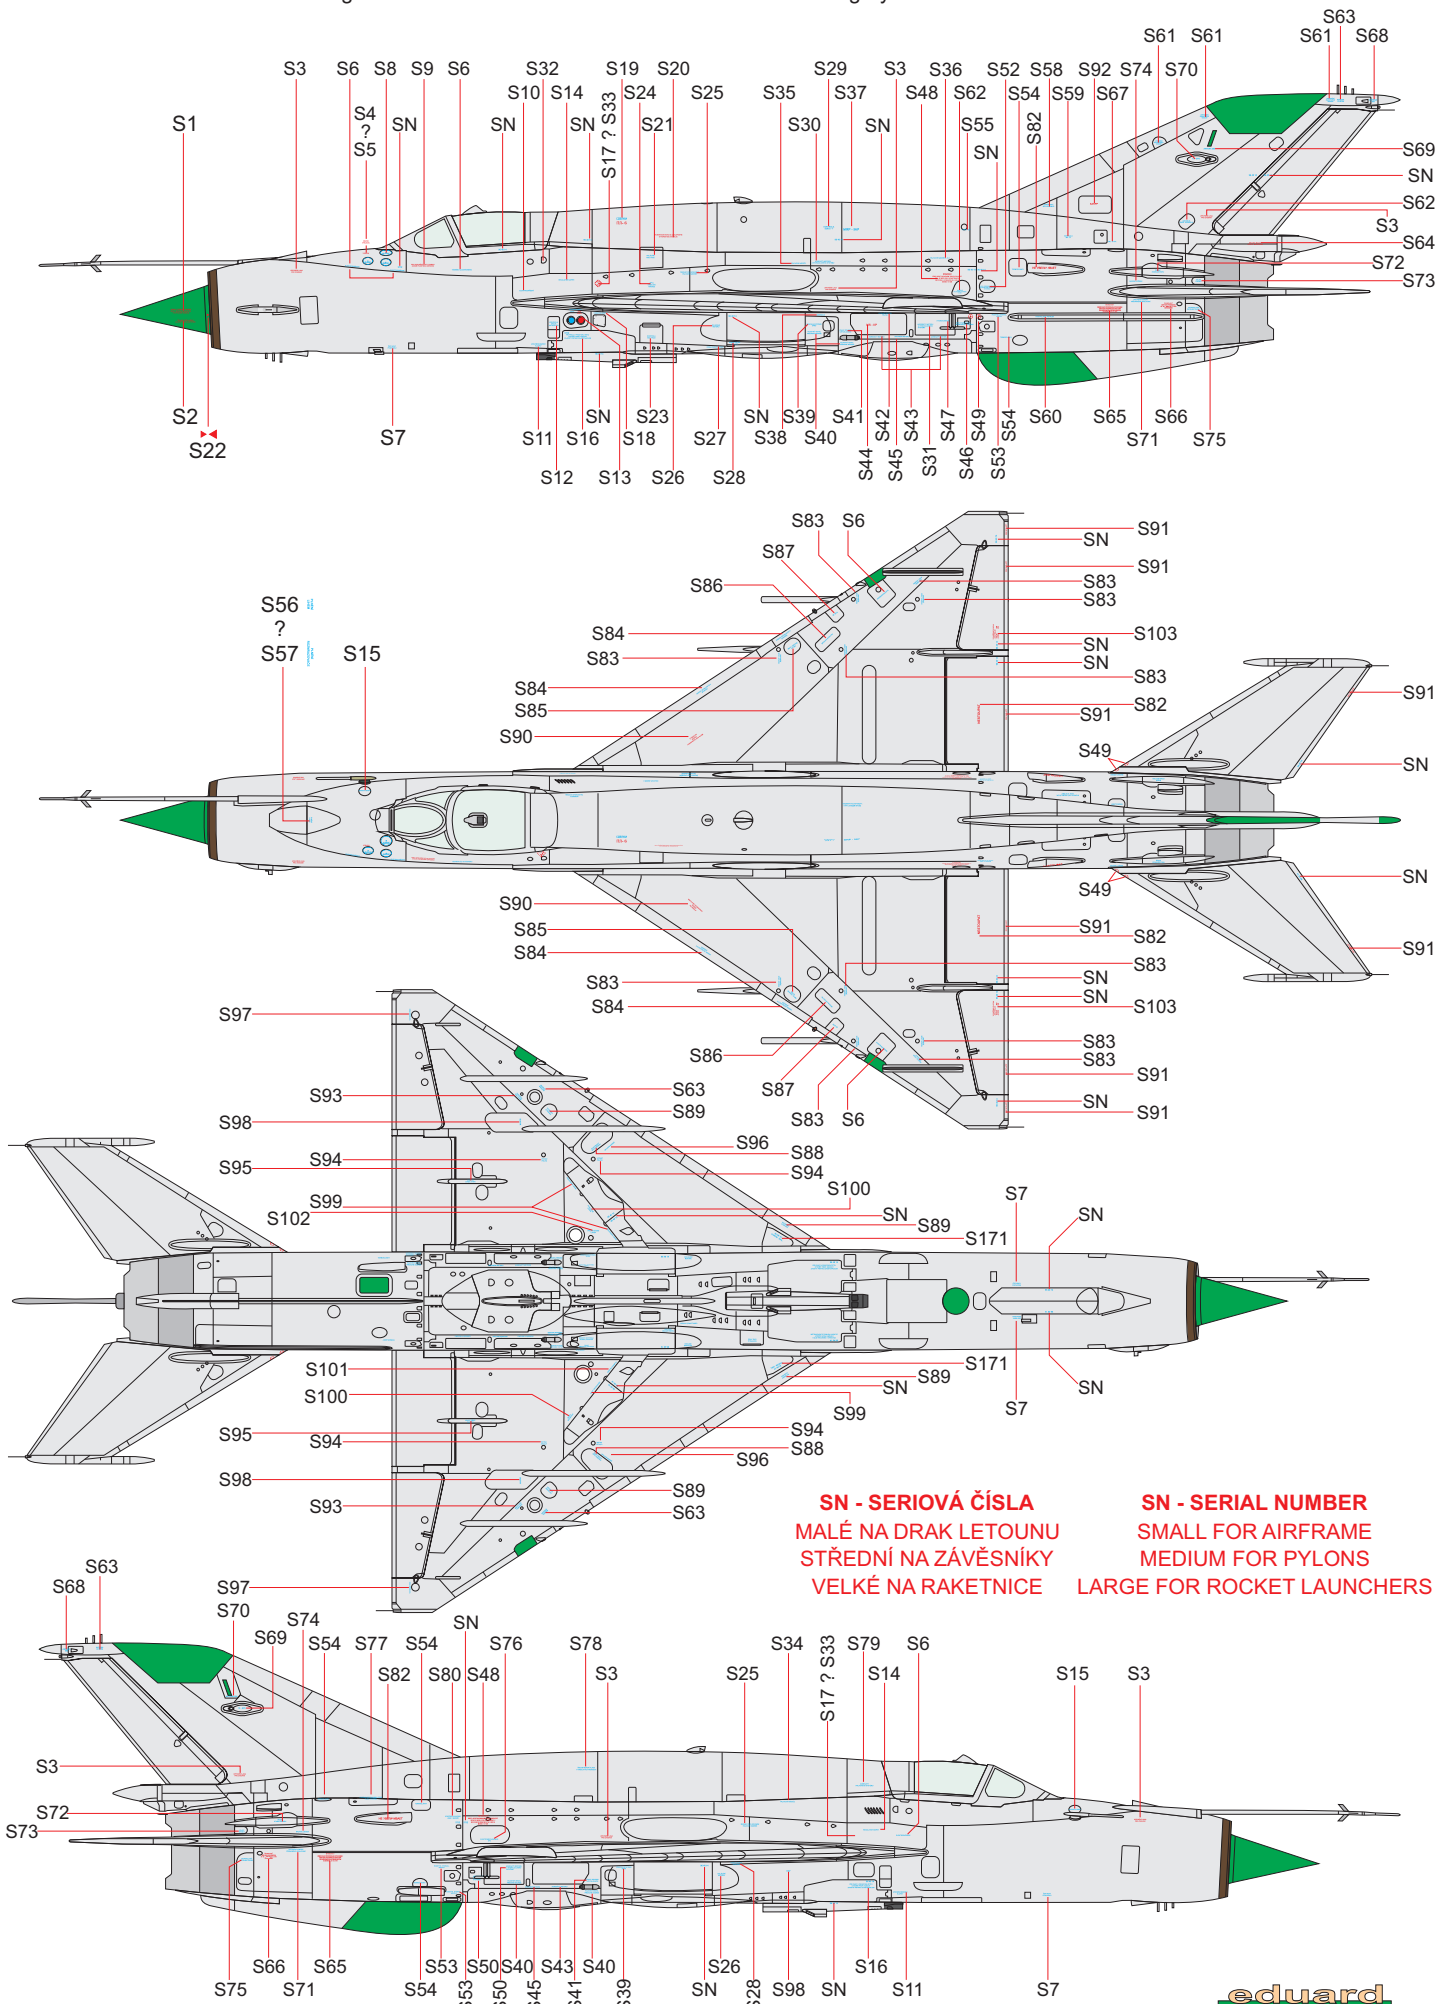 S63
S61 S61 S61 S68
S3 S6 S8 S9 S6 S32 S19 S20 S29 S3 S36 S52 S58 S92 S74 S70
S10 S14 S24 S25 S35 S37 S48 S62 S54 S59 S67
S4
?
S5
SN SN SN S17 ? S33 S21 S30 SN S55 SN S82
S1
S69
SN
S62
S3
S64
S72
S73
S2
S22
S7
S11 S16 SN S18 S23 S27 SN S38 S39 S40 S41 S42 S43 S47 S49 S54 S60 S65 S66
S12 S13 S26 S28 S44 S45 S31 S46 S53 S71 S75
S83 S6 S91
S87 SN
S86 S91
S83
S83
S56
?
S57 S15
S84 S103
S83 SN
SN
S83
S84
S85 S82 S91
S90 S91
S49 SN
S49 SN
S90
S85 S91
S84 S82 S91
S83
S83 SN
S84 SN
S97 S103
S86 S83
S87 S83
S93 S63 S91
S89 S83 S6 SN
S98 S91
S96
S95 S94 S88
S94
S99 S100 S7 SN
S102 SN S89
S171
S101 S171
S100 SN S89 SN
S99 S7
S95 S94 S94
S88
S96
S98 S89
S93 S63
SN - SERIOVÁ ČÍSLA
MALÉ NA DRAK LETOUNU
STŘEDNÍ NA ZÁVĚSNÍKY
VELKÉ NA RAKETNICE
SN - SERIAL NUMBER
SMALL FOR AIRFRAME
MEDIUM FOR PYLONS
LARGE FOR ROCKET LAUNCHERS
S97
S68 S63
S70 S74 SN
S69 S54 S77 S54 S76 S78 S34 S79 S6
S82 S80 S48 S3 S25 S17 ? S33 S14 S15 S3
S3
S72
S73
S66 S65 S53 S50 S40 S43 S40 S26 S16
S75 S71 S54 S53 S50 S45 S41 S39 SN S28 S98 SN S11 S7
eduard